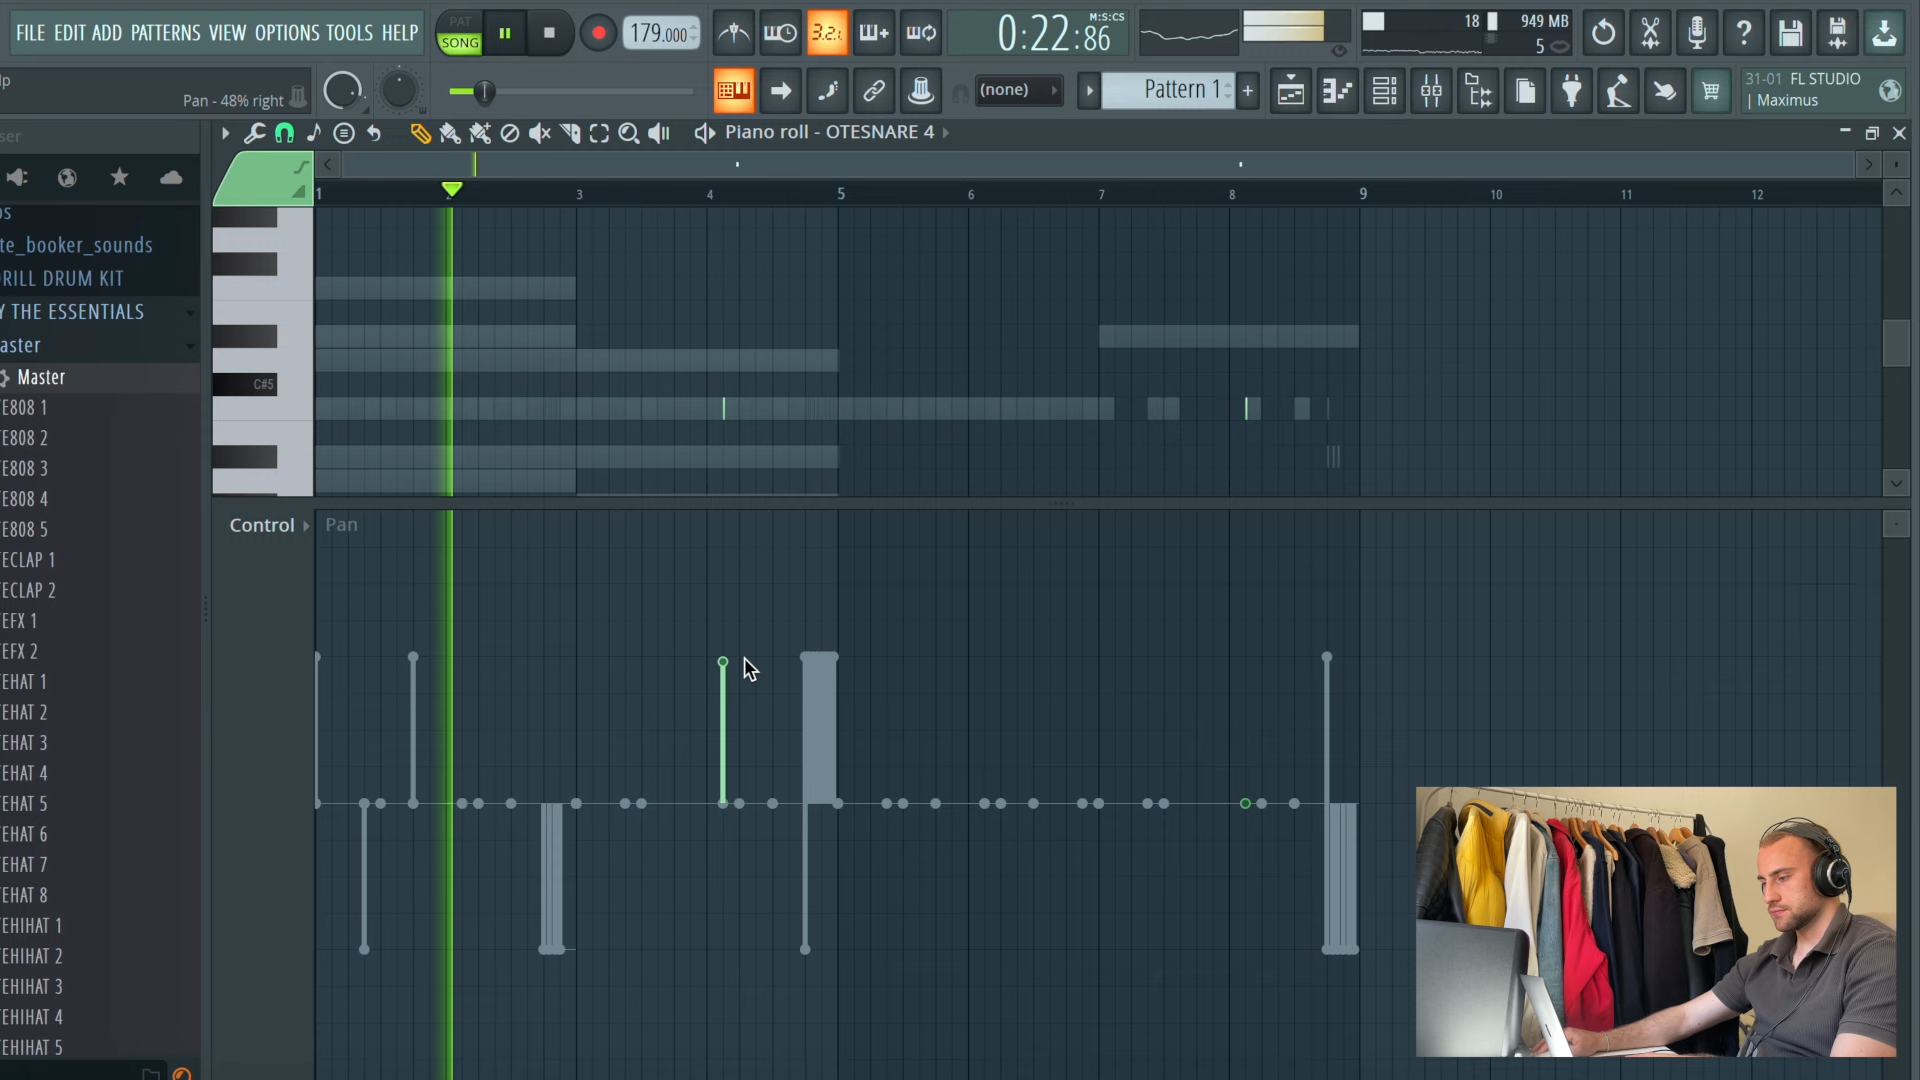 FILE EDIT ADD PATTERNS VIEW OPTIONS TOOLS HELP
PAT
SONG
179.000
3.2.
0:22:86
M:S:CS
18
949 MB
5
Pan - 48% right
(none)
Pattern 1
+
31-01 FL STUDIO
| Maximus
Piano roll - OTESNARE 4
1 2 3 4 5 6 7 8 9 10 11 12
C#5
Control
Pan
te_booker_sounds
RILL DRUM KIT
Y THE ESSENTIALS
aster
Master
E808 1
E808 2
E808 3
E808 4
E808 5
ECLAP 1
ECLAP 2
EFX 1
EFX 2
EHAT 1
EHAT 2
EHAT 3
EHAT 4
EHAT 5
EHAT 6
EHAT 7
EHAT 8
EHIHAT 1
EHIHAT 2
EHIHAT 3
EHIHAT 4
EHIHAT 5